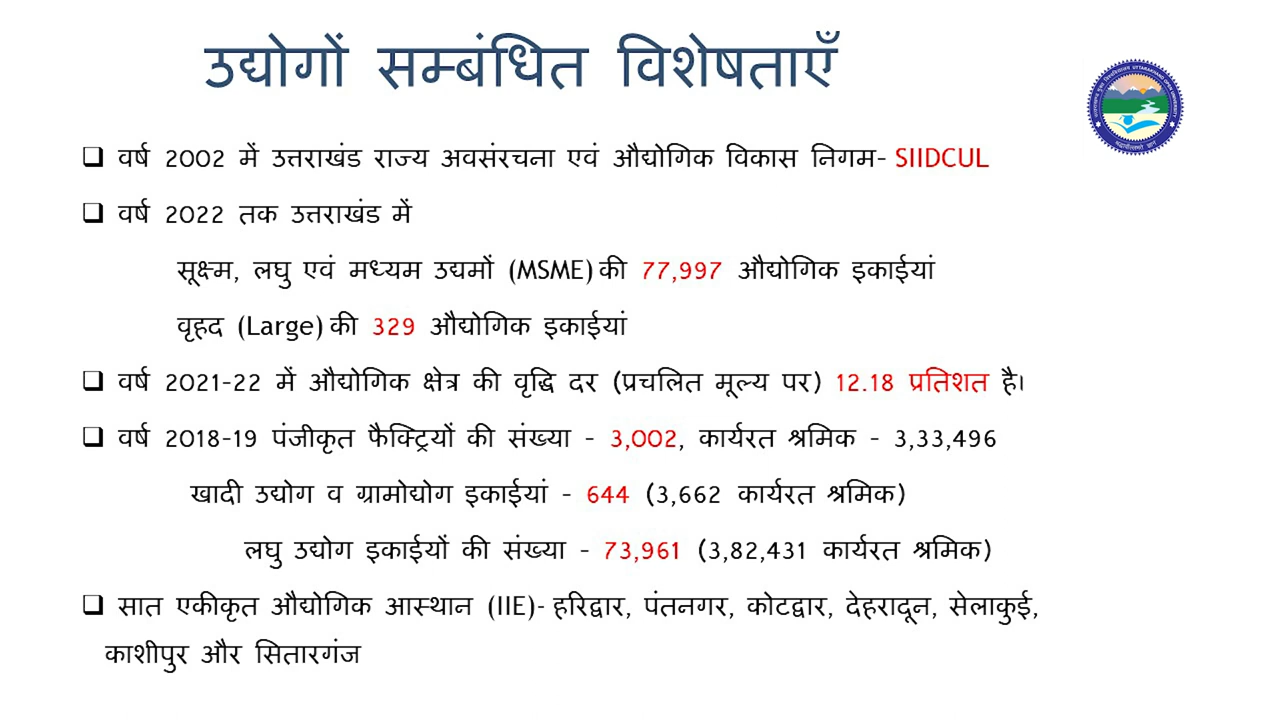 उद्योगों सम्बंधित विशेषताएँ
❑ वर्ष 2002 में उत्तराखंड राज्य अवसंरचना एवं औद्योगिक विकास निगम- SIIDCUL
❑ वर्ष 2022 तक उत्तराखंड में
सूक्ष्म, लघु एवं मध्यम उद्यमों (MSME) की 77,997 औद्योगिक इकाईयां
वृहद (Large) की 329 औद्योगिक इकाईयां
❑ वर्ष 2021-22 में औद्योगिक क्षेत्र की वृद्धि दर (प्रचलित मूल्य पर) 12.18 प्रतिशत है।
❑ वर्ष 2018-19 पंजीकृत फैक्ट्रियों की संख्या - 3,002, कार्यरत श्रमिक - 3,33,496
खादी उद्योग व ग्रामोद्योग इकाईयां - 644 (3,662 कार्यरत श्रमिक)
लघु उद्योग इकाईयों की संख्या - 73,961 (3,82,431 कार्यरत श्रमिक)
❑ सात एकीकृत औद्योगिक आस्थान (IIE)- हरिद्वार, पंतनगर, कोटद्वार, देहरादून, सेलाकुई,
काशीपुर और सितारगंज